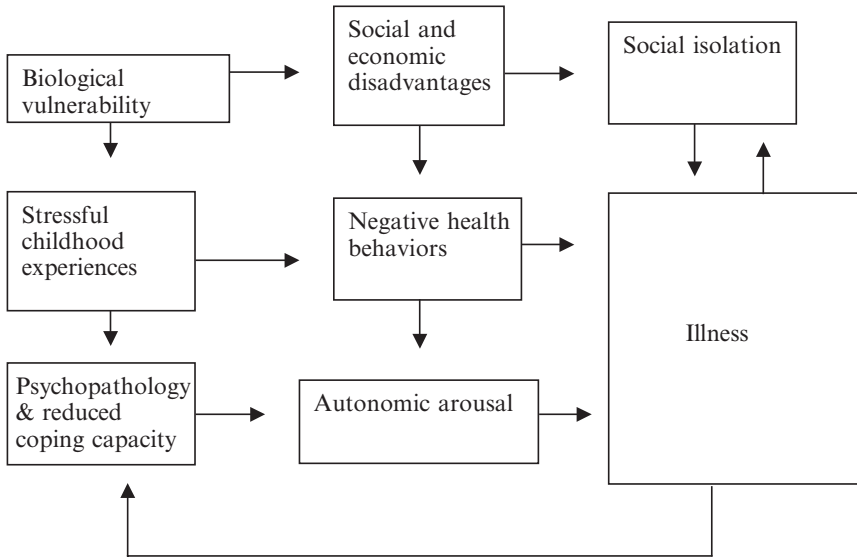 Biological
vulnerability
Social and
economic
disadvantages
Social isolation
Stressful
childhood
experiences
Negative health
behaviors
Illness
Psychopathology
& reduced
coping capacity
Autonomic arousal